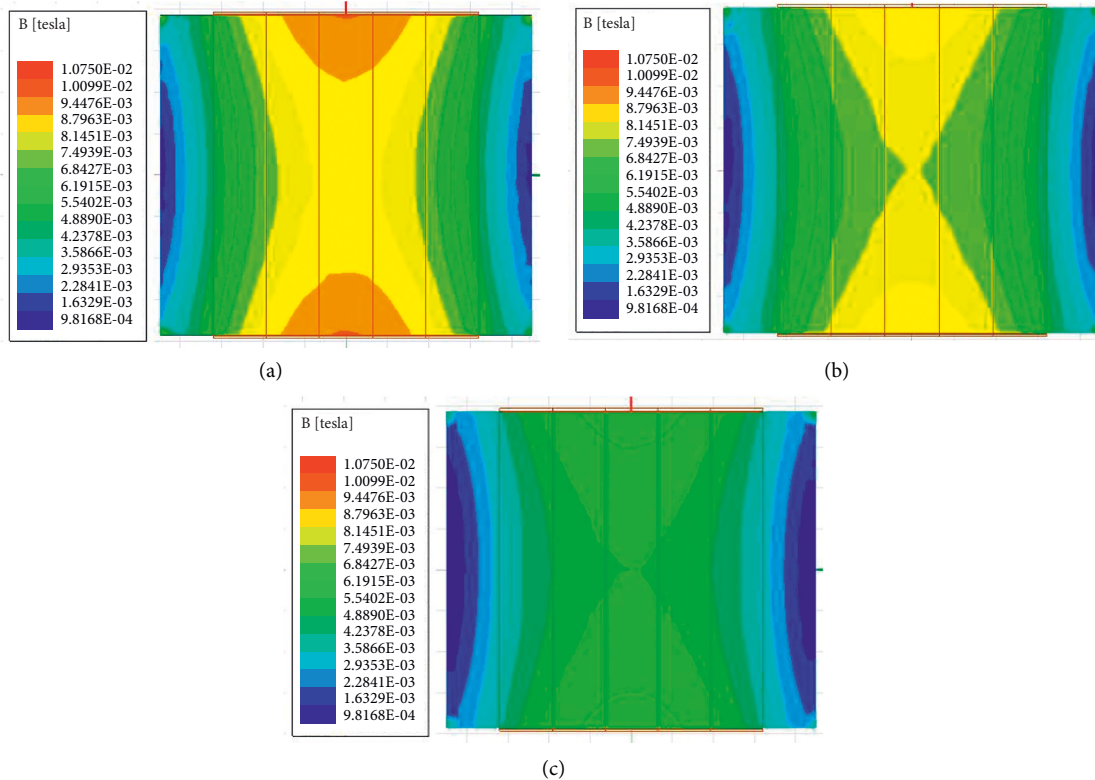 B [tesla]
1.0750E-02
1.0099E-02
9.4476E-03
8.7963E-03
8.1451E-03
7.4939E-03
6.8427E-03
6.1915E-03
5.5402E-03
4.8890E-03
4.2378E-03
3.5866E-03
2.9353E-03
2.2841E-03
1.6329E-03
9.8168E-04
(a)
B [tesla]
1.0750E-02
1.0099E-02
9.4476E-03
8.7963E-03
8.1451E-03
7.4939E-03
6.8427E-03
6.1915E-03
5.5402E-03
4.8890E-03
4.2378E-03
3.5866E-03
2.9353E-03
2.2841E-03
1.6329E-03
9.8168E-04
(b)
B [tesla]
1.0750E-02
1.0099E-02
9.4476E-03
8.7963E-03
8.1451E-03
7.4939E-03
6.8427E-03
6.1915E-03
5.5402E-03
4.8890E-03
4.2378E-03
3.5866E-03
2.9353E-03
2.2841E-03
1.6329E-03
9.8168E-04
(c)